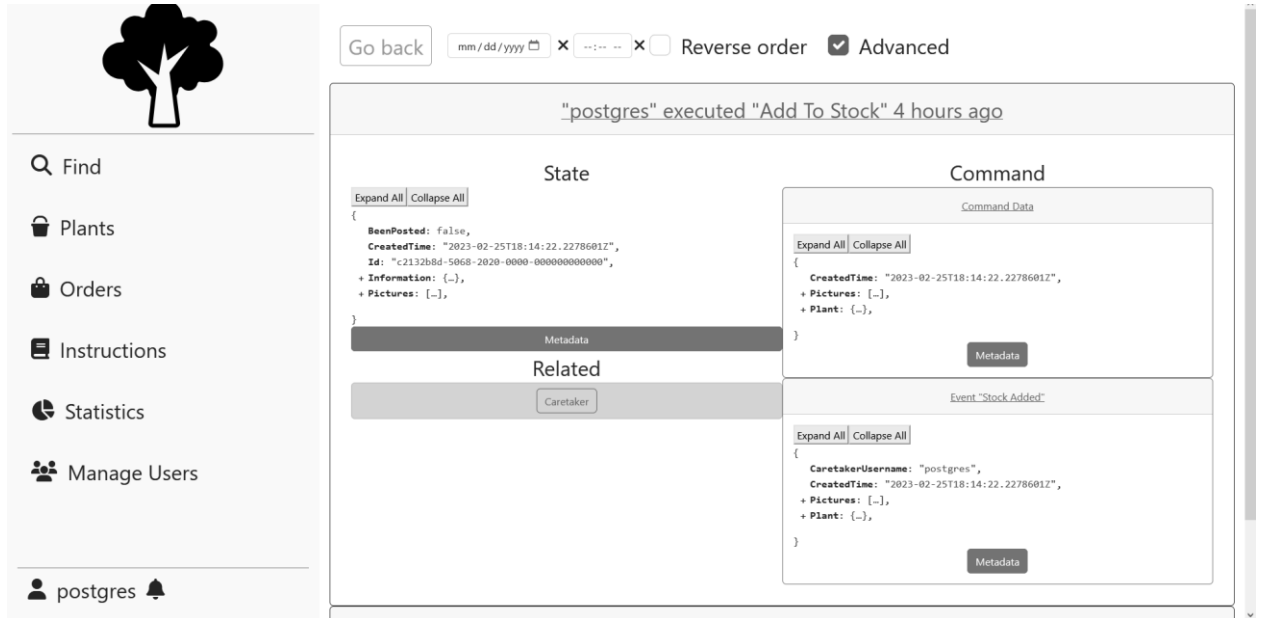 Go back mm/dd/yyyy × --:-- -- × Reverse order Advanced
Find
Plants
Orders
Instructions
Statistics
Manage Users
postgres
"postgres" executed "Add To Stock" 4 hours ago
State
Expand All Collapse All
{
BeenPosted: false,
CreatedTime: "2023-02-25T18:14:22.2278601Z",
Id: "c2132b8d-5068-2020-0000-000000000000",
+ Information: {…},
+ Pictures: […],
}
Metadata
Related
Caretaker
Command
Command Data
Expand All Collapse All
{
CreatedTime: "2023-02-25T18:14:22.2278601Z",
+ Pictures: […],
+ Plant: {…},
}
Metadata
Event "Stock Added"
Expand All Collapse All
{
CaretakerUsername: "postgres",
CreatedTime: "2023-02-25T18:14:22.2278601Z",
+ Pictures: […],
+ Plant: {…},
}
Metadata